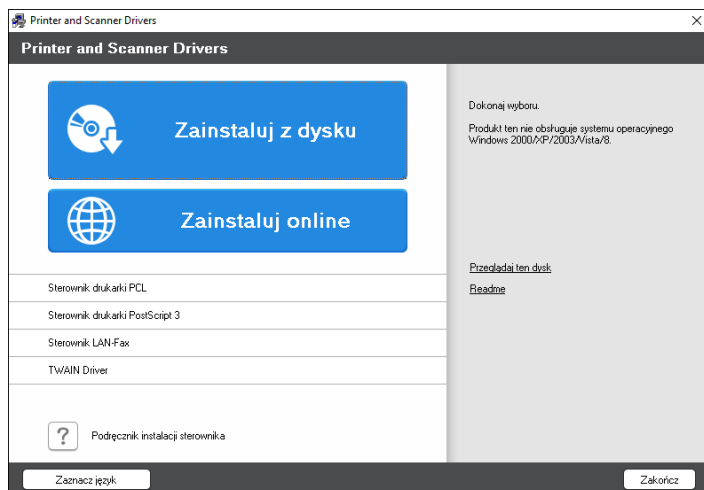 Printer and Scanner Drivers
Printer and Scanner Drivers
Zainstaluj z dysku
Zainstaluj online
Sterownik drukarki PCL
Sterownik drukarki PostScript 3
Sterownik LAN-Fax
TWAIN Driver
? Podręcznik instalacji sterownika
Dokonaj wyboru.
Produkt ten nie obsługuje systemu operacyjnego
Windows 2000/XP/2003/Vista/8.
Przeglądaj ten dysk
Readme
Zaznacz język
Zakończ